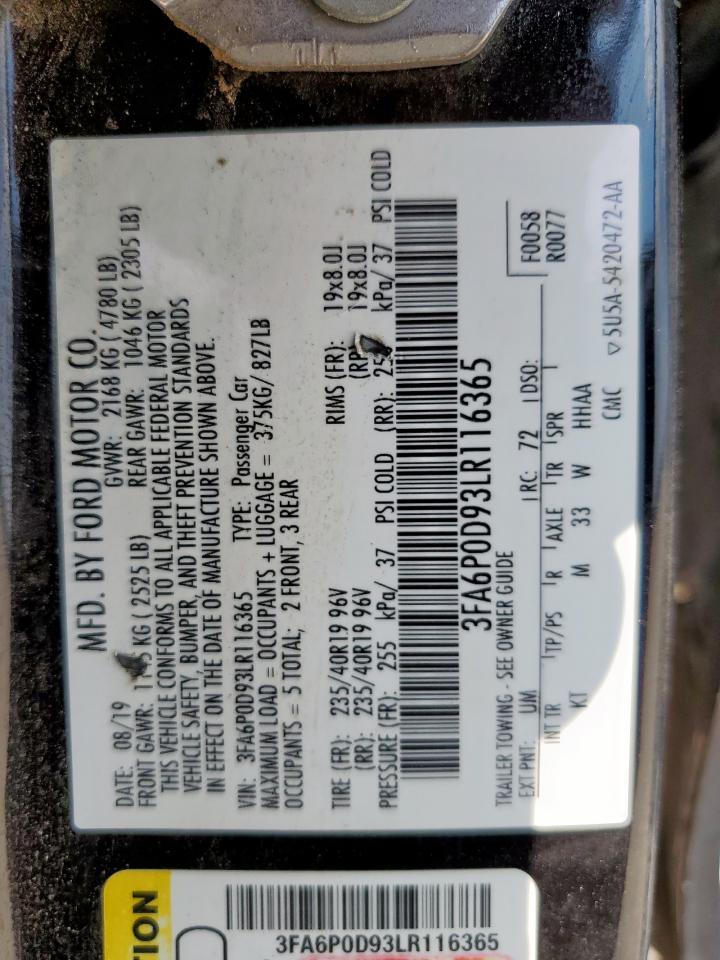 MFD. BY FORD MOTOR CO.
DATE: 08/19 GVWR: 2168 KG ( 4780 LB)
FRONT GAWR: KG ( 2525 LB) REAR GAWR: 1046 KG ( 2305 LB)
THIS VEHICLE CONFORMS TO ALL APPLICABLE FEDERAL MOTOR
VEHICLE SAFETY, BUMPER, AND THEFT PREVENTION STANDARDS
IN EFFECT ON THE DATE OF MANUFACTURE SHOWN ABOVE.
VIN: 3FA6P0D93LR116365 TYPE: Passenger Car
MAXIMUM LOAD = OCCUPANTS + LUGGAGE = 375KG/ 827LB
OCCUPANTS = 5 TOTAL; 2 FRONT, 3 REAR
TIRE (FR): 235/40R19 96V RIMS (FR): 19x8.0J
(RR): 235/40R19 96V 19x8.0J
PRESSURE (FR): 255 kPa/ 37 PSI COLD (RR): kPa/ 37 PSI COLD
3FA6P0D93LR116365
TRAILER TOWING - SEE OWNER GUIDE
EXT PNT: UM RC: 72 DSO: F0058
R0077
INT TR TP/PS R AXLE TR SPR
KT M 33 W HHAA
CMC ▽ 5U5A-5420472-AA
TION
3FA6P0D93LR116365